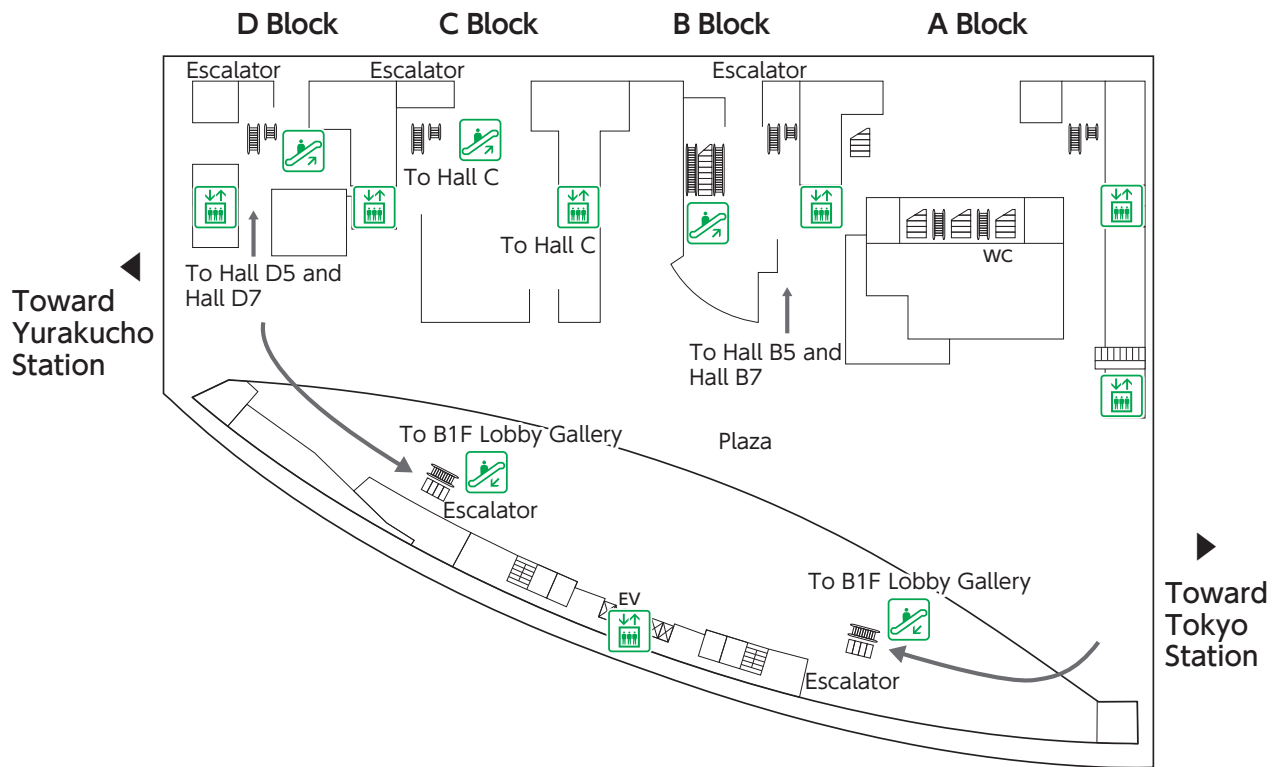 D Block
C Block
B Block
A Block
Escalator
Escalator
Escalator
To Hall C
To Hall C
WC
To Hall D5 and
Hall D7
Toward
Yurakucho
Station
To Hall B5 and
Hall B7
To B1F Lobby Gallery
Plaza
Escalator
To B1F Lobby Gallery
EV
Toward
Tokyo
Station
Escalator